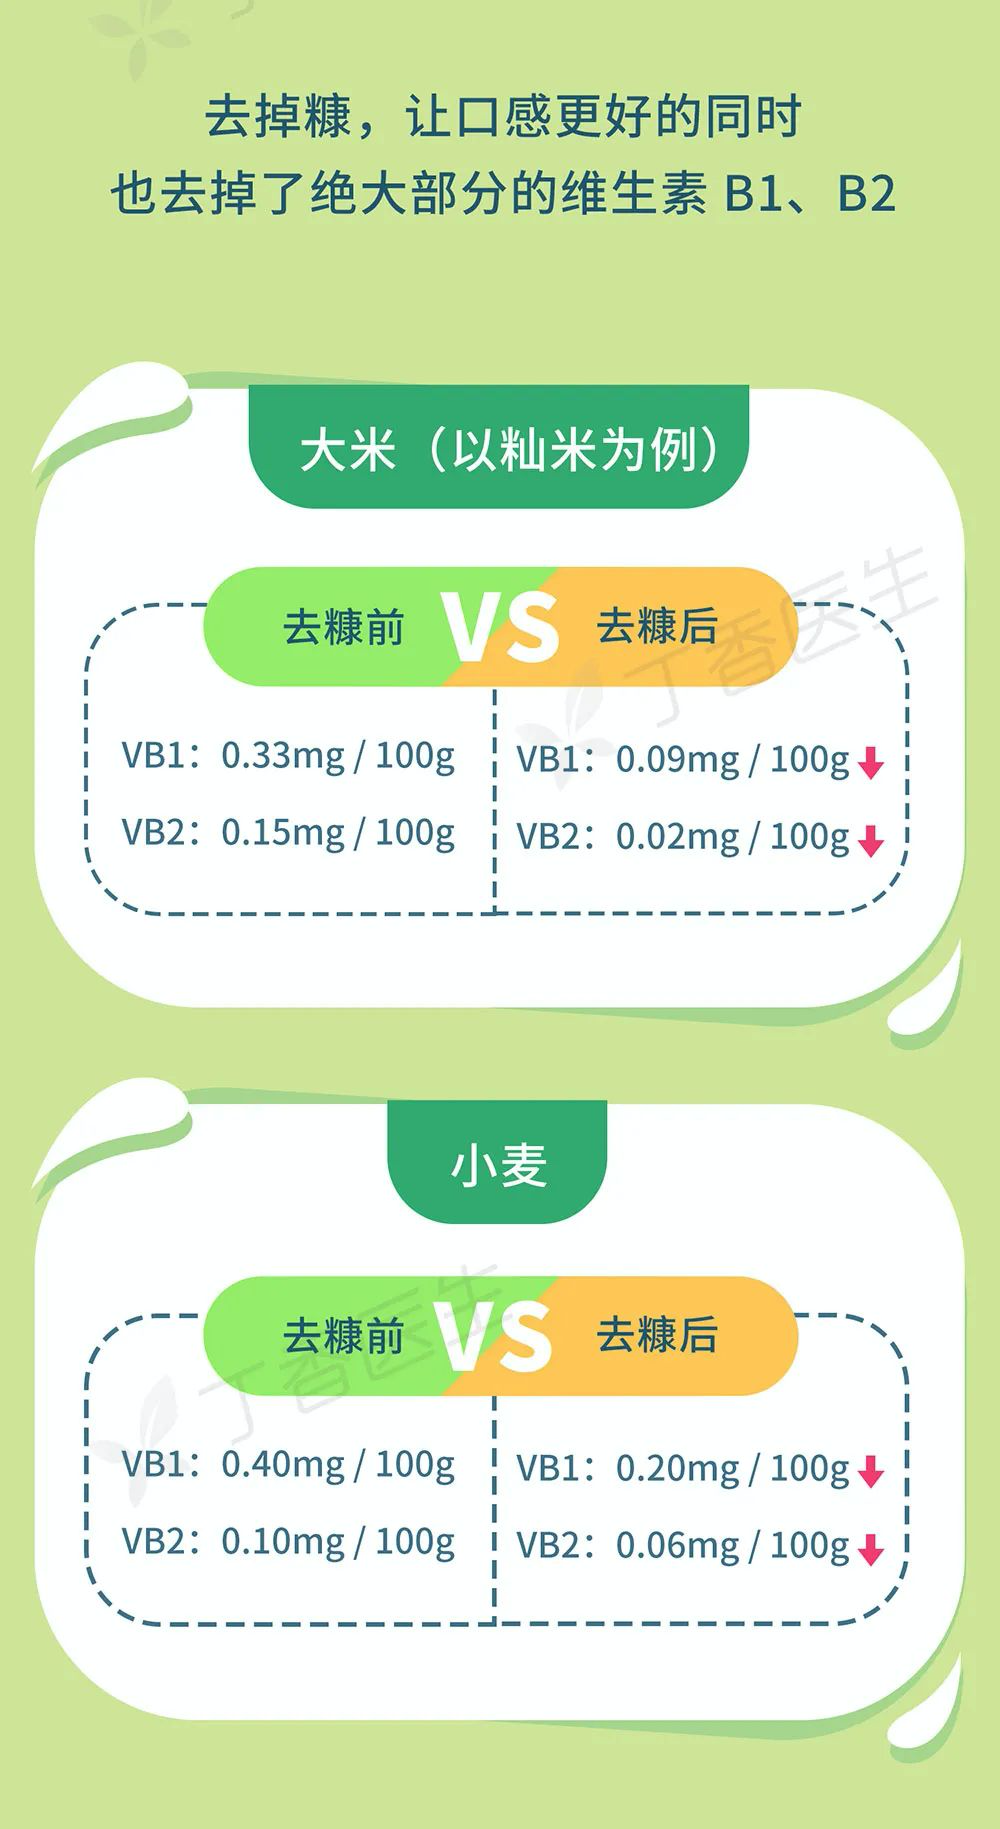 去掉糠，让口感更好的同时
也去掉了绝大部分的维生素 B1、B2
大米（以籼米为例）
去糠前 VS 去糠后
VB1：0.33mg / 100g
VB2：0.15mg / 100g
VB1：0.09mg / 100g
VB2：0.02mg / 100g
丁香医生
小麦
去糠前 VS 去糠后
VB1：0.40mg / 100g
VB2：0.10mg / 100g
VB1：0.20mg / 100g
VB2：0.06mg / 100g
丁香医生